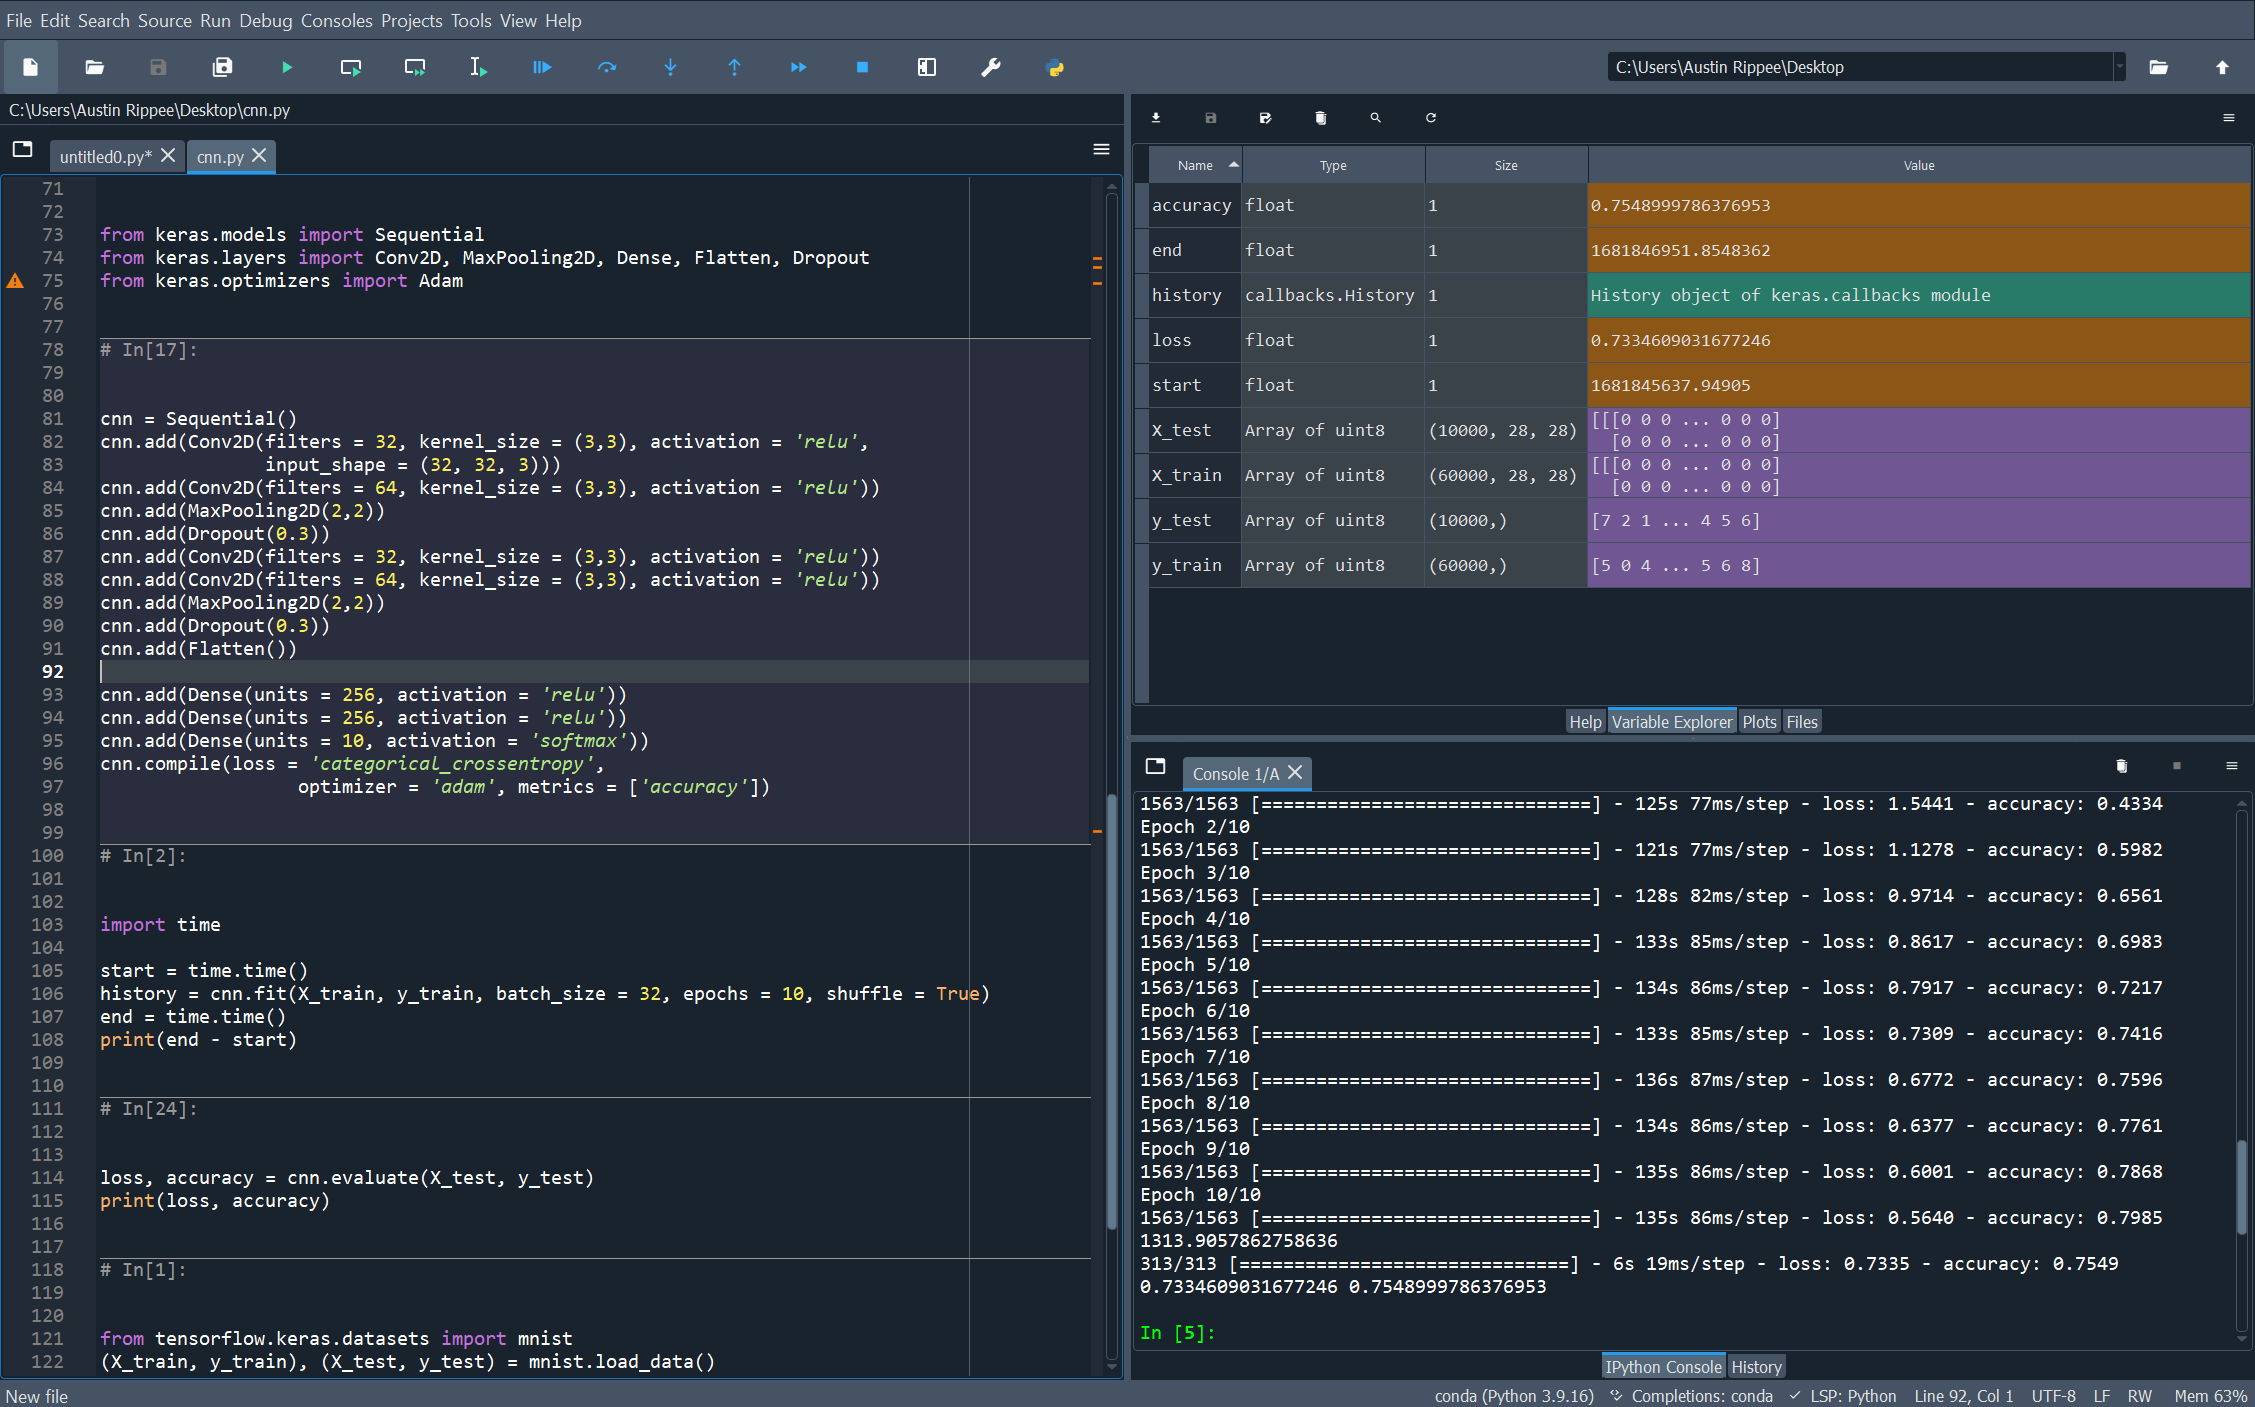 File Edit Search Source Run Debug Consoles Projects Tools View Help
C:\Users\Austin Rippee\Desktop
C:\Users\Austin Rippee\Desktop\cnn.py
untitled0.py* cnn.py
71
72
73 from keras.models import Sequential
74 from keras.layers import Conv2D, MaxPooling2D, Dense, Flatten, Dropout
75 from keras.optimizers import Adam
76
77
78 # In[17]:
79
80
81 cnn = Sequential()
82 cnn.add(Conv2D(filters = 32, kernel_size = (3,3), activation = 'relu',
83 input_shape = (32, 32, 3)))
84 cnn.add(Conv2D(filters = 64, kernel_size = (3,3), activation = 'relu'))
85 cnn.add(MaxPooling2D(2,2))
86 cnn.add(Dropout(0.3))
87 cnn.add(Conv2D(filters = 32, kernel_size = (3,3), activation = 'relu'))
88 cnn.add(Conv2D(filters = 64, kernel_size = (3,3), activation = 'relu'))
89 cnn.add(MaxPooling2D(2,2))
90 cnn.add(Dropout(0.3))
91 cnn.add(Flatten())
92
93 cnn.add(Dense(units = 256, activation = 'relu'))
94 cnn.add(Dense(units = 256, activation = 'relu'))
95 cnn.add(Dense(units = 10, activation = 'softmax'))
96 cnn.compile(loss = 'categorical_crossentropy',
97 optimizer = 'adam', metrics = ['accuracy'])
98
99
100 # In[2]:
101
102
103 import time
104
105 start = time.time()
106 history = cnn.fit(X_train, y_train, batch_size = 32, epochs = 10, shuffle = True)
107 end = time.time()
108 print(end - start)
109
110
111 # In[24]:
112
113
114 loss, accuracy = cnn.evaluate(X_test, y_test)
115 print(loss, accuracy)
116
117
118 # In[1]:
119
120
121 from tensorflow.keras.datasets import mnist
122 (X_train, y_train), (X_test, y_test) = mnist.load_data()
Name Type Size Value
accuracy float 1 0.7548999786376953
end float 1 1681846951.8548362
history callbacks.History 1 History object of keras.callbacks module
loss float 1 0.7334609031677246
start float 1 1681845637.94905
X_test Array of uint8 (10000, 28, 28) [[[0 0 0 ... 0 0 0]
[0 0 0 ... 0 0 0]
X_train Array of uint8 (60000, 28, 28) [[[0 0 0 ... 0 0 0]
[0 0 0 ... 0 0 0]
y_test Array of uint8 (10000,) [7 2 1 ... 4 5 6]
y_train Array of uint8 (60000,) [5 0 4 ... 5 6 8]
Help Variable Explorer Plots Files
Console 1/A
1563/1563 [==============================] - 125s 77ms/step - loss: 1.5441 - accuracy: 0.4334
Epoch 2/10
1563/1563 [==============================] - 121s 77ms/step - loss: 1.1278 - accuracy: 0.5982
Epoch 3/10
1563/1563 [==============================] - 128s 82ms/step - loss: 0.9714 - accuracy: 0.6561
Epoch 4/10
1563/1563 [==============================] - 133s 85ms/step - loss: 0.8617 - accuracy: 0.6983
Epoch 5/10
1563/1563 [==============================] - 134s 86ms/step - loss: 0.7917 - accuracy: 0.7217
Epoch 6/10
1563/1563 [==============================] - 133s 85ms/step - loss: 0.7309 - accuracy: 0.7416
Epoch 7/10
1563/1563 [==============================] - 136s 87ms/step - loss: 0.6772 - accuracy: 0.7596
Epoch 8/10
1563/1563 [==============================] - 134s 86ms/step - loss: 0.6377 - accuracy: 0.7761
Epoch 9/10
1563/1563 [==============================] - 135s 86ms/step - loss: 0.6001 - accuracy: 0.7868
Epoch 10/10
1563/1563 [==============================] - 135s 86ms/step - loss: 0.5640 - accuracy: 0.7985
1313.9057862758636
313/313 [==============================] - 6s 19ms/step - loss: 0.7335 - accuracy: 0.7549
0.7334609031677246 0.7548999786376953
In [5]:
IPython Console History
New file
conda (Python 3.9.16) Completions: conda LSP: Python Line 92, Col 1 UTF-8 LF RW Mem 63%